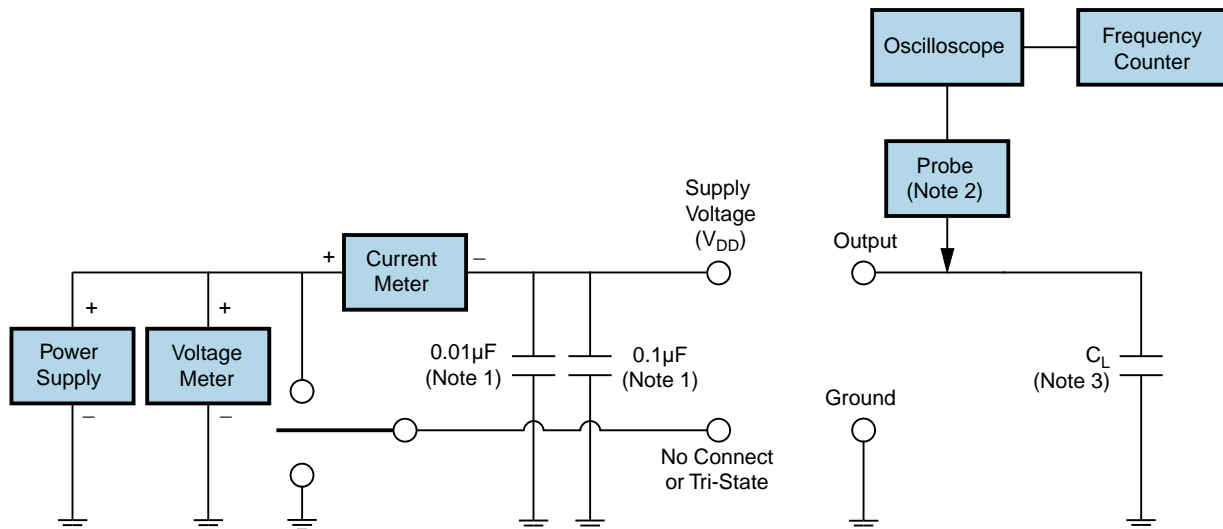 Oscilloscope
Frequency
Counter
Probe
(Note 2)
Supply
Voltage
(VDD)
Output
+
Current
Meter
−
+
+
Power
Supply
Voltage
Meter
0.01µF
(Note 1)
0.1µF
(Note 1)
CL
(Note 3)
−
−
Ground
No Connect
or Tri-State